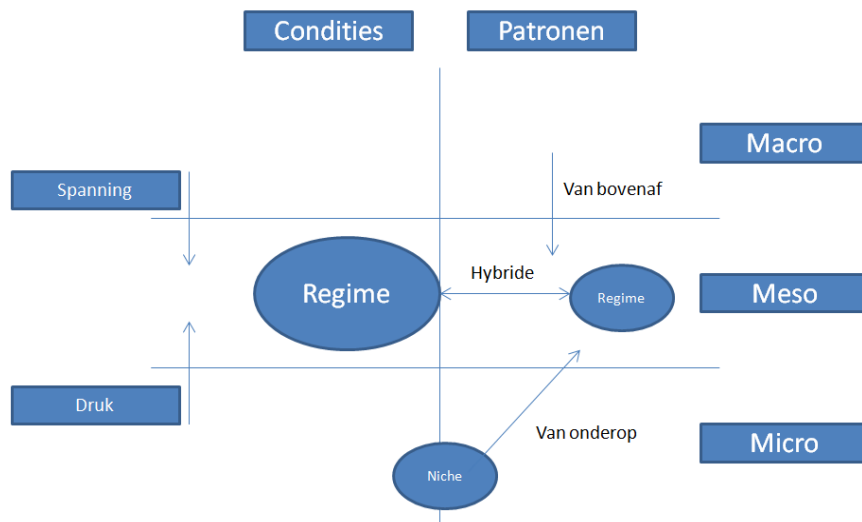 Condities
Patronen
Macro
Spanning
Van bovenaf
Hybride
Regime
Regime
Meso
Druk
Van onderop
Micro
Niche